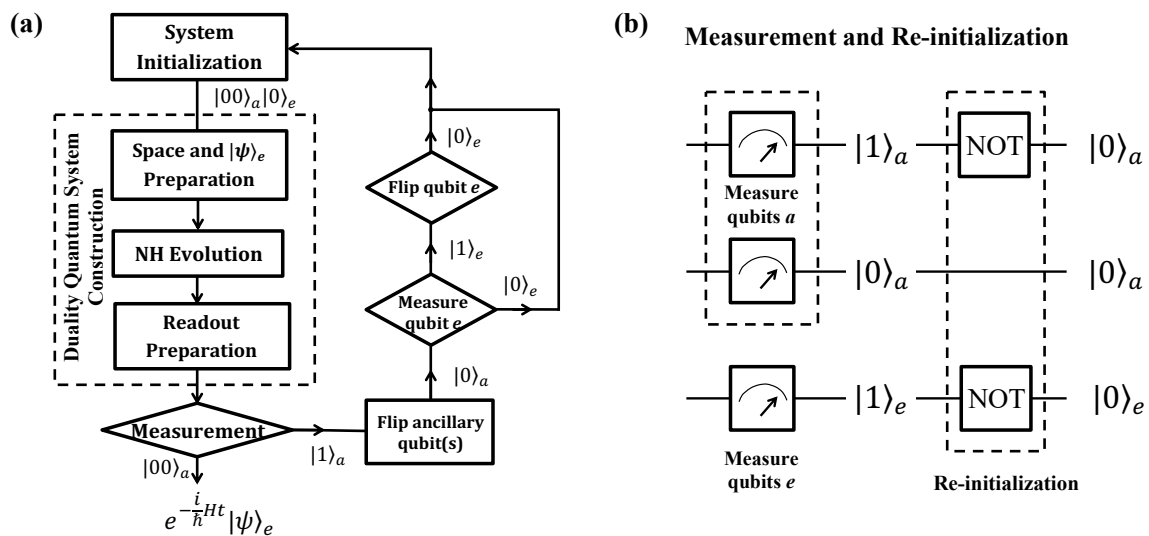 (a)
System
Initialization
|00⟩ₐ|0⟩ₑ
Duality Quantum System
Construction
Space and |ψ⟩ₑ
Preparation
NH Evolution
Readout
Preparation
Measurement
|00⟩ₐ
e^{-\frac{i}{ħ}Ht}|ψ⟩ₑ
|1⟩ₐ
Flip ancillary
qubit(s)
|0⟩ₐ
Measure
qubit e
|0⟩ₑ
|1⟩ₑ
Flip qubit e
|0⟩ₑ
(b)
Measurement and Re-initialization
|1⟩ₐ
NOT
|0⟩ₐ
Measure
qubits a
|0⟩ₐ
|0⟩ₐ
|1⟩ₑ
NOT
|0⟩ₑ
Measure
qubits e
Re-initialization